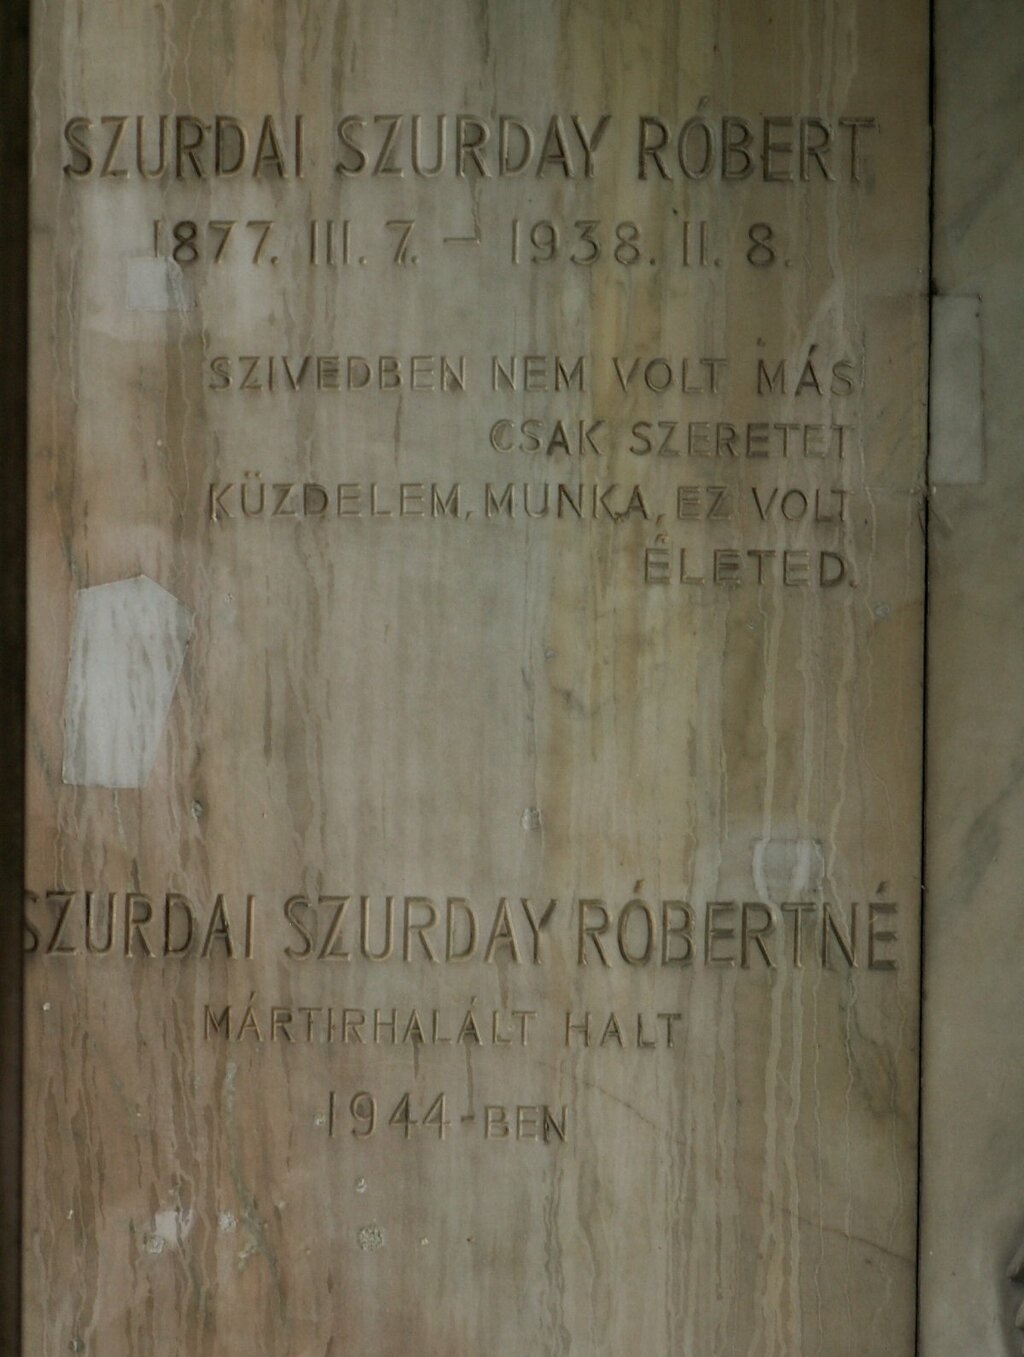 SZURDAI SZURDAY RÓBERT
1877. III. 7. – 1938. II. 8.
SZIVEDBEN NEM VOLT MÁS
CSAK SZERETET
KÜZDELEM, MUNKA, EZ VOLT
ÉLETED.
SZURDAI SZURDAY RÓBERTNÉ
MÁRTIRHALÁLT HALT
1944-BEN